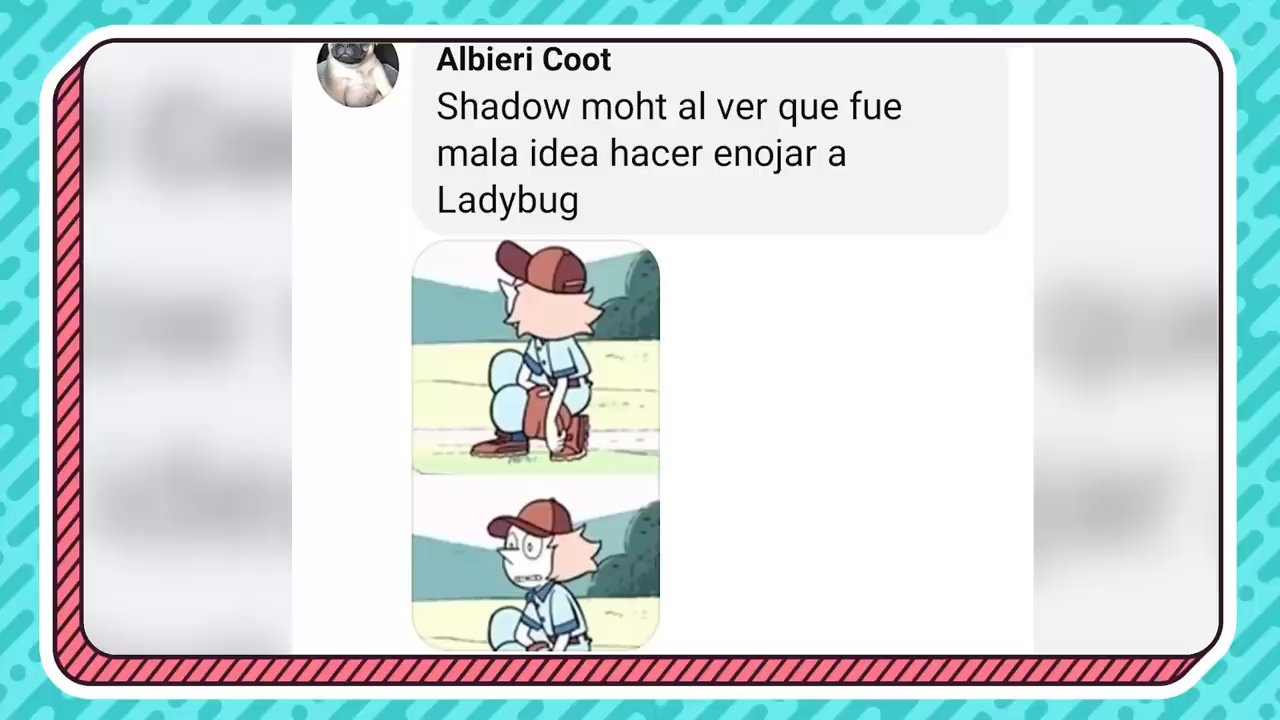 Albieri Coot
Shadow moht al ver que fue
mala idea hacer enojar a
Ladybug